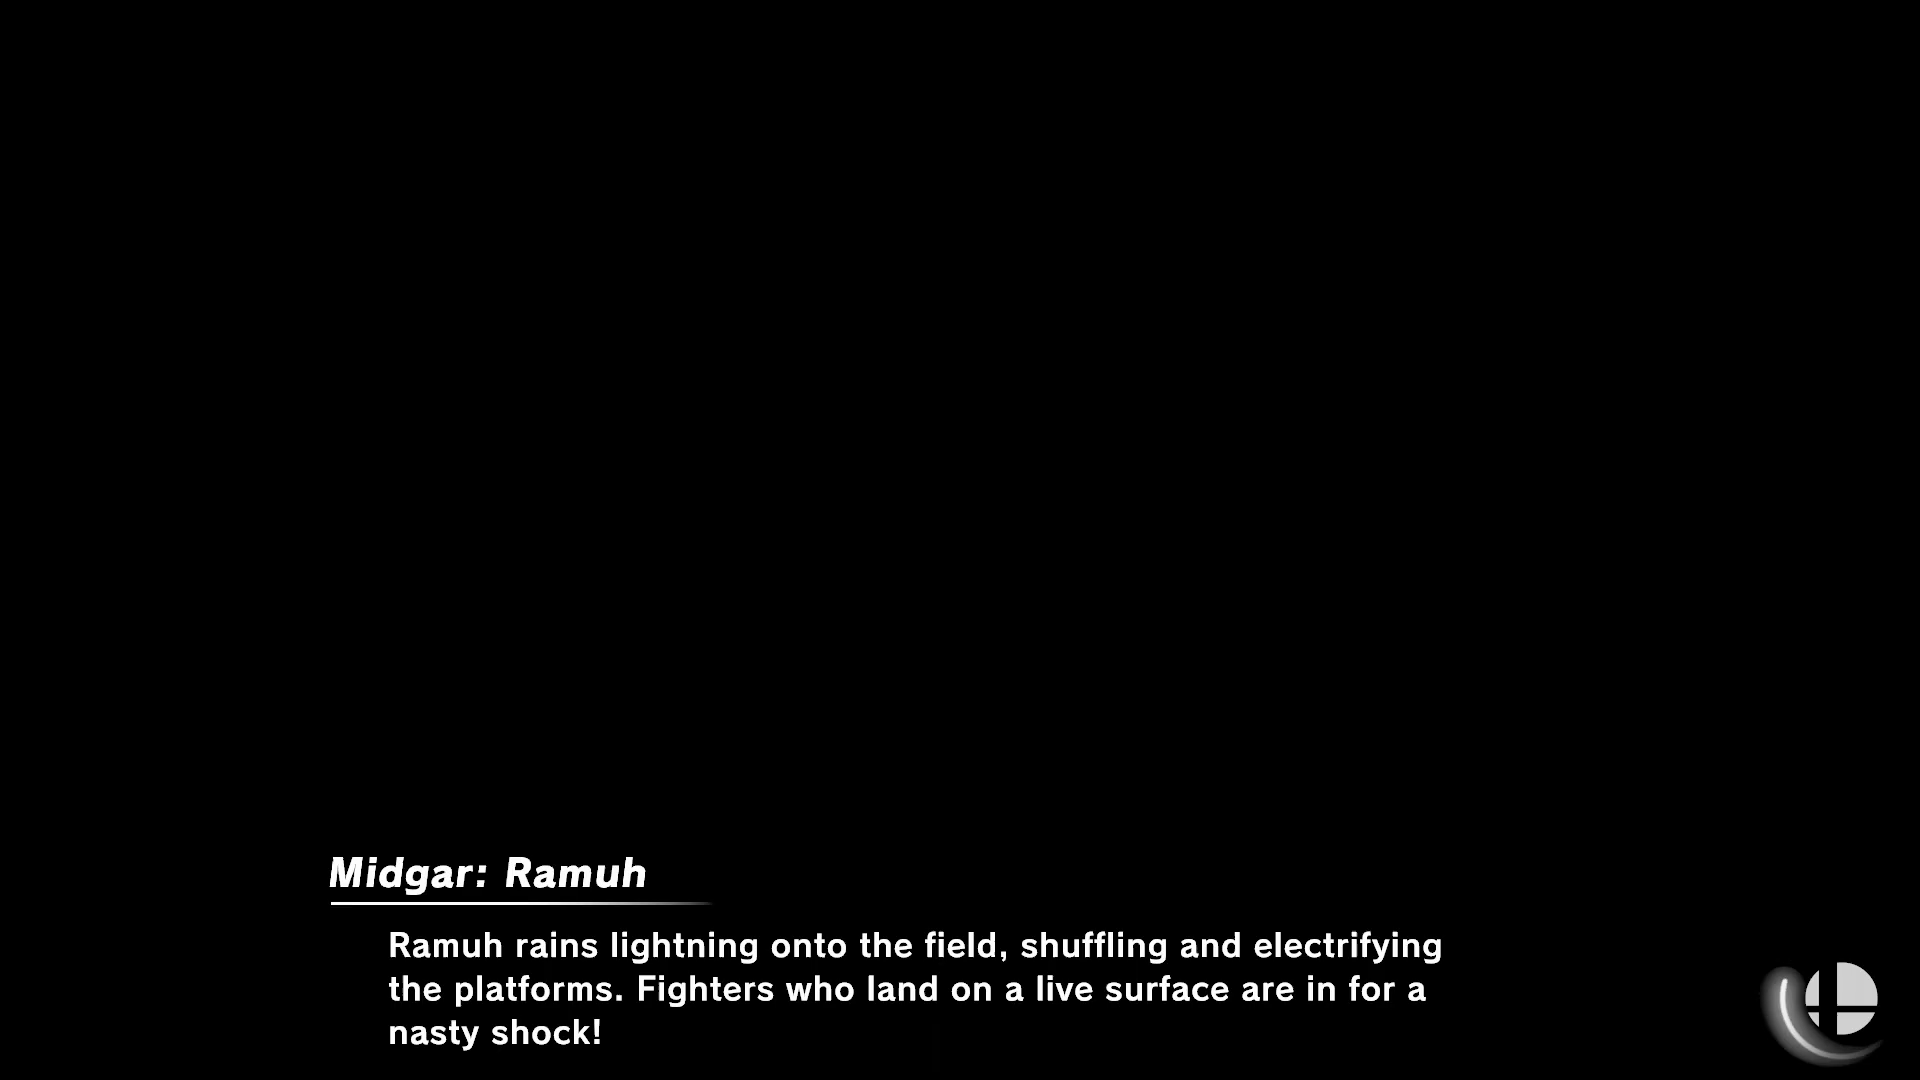 Midgar: Ramuh
Ramuh rains lightning onto the field, shuffling and electrifying
the platforms. Fighters who land on a live surface are in for a
nasty shock!